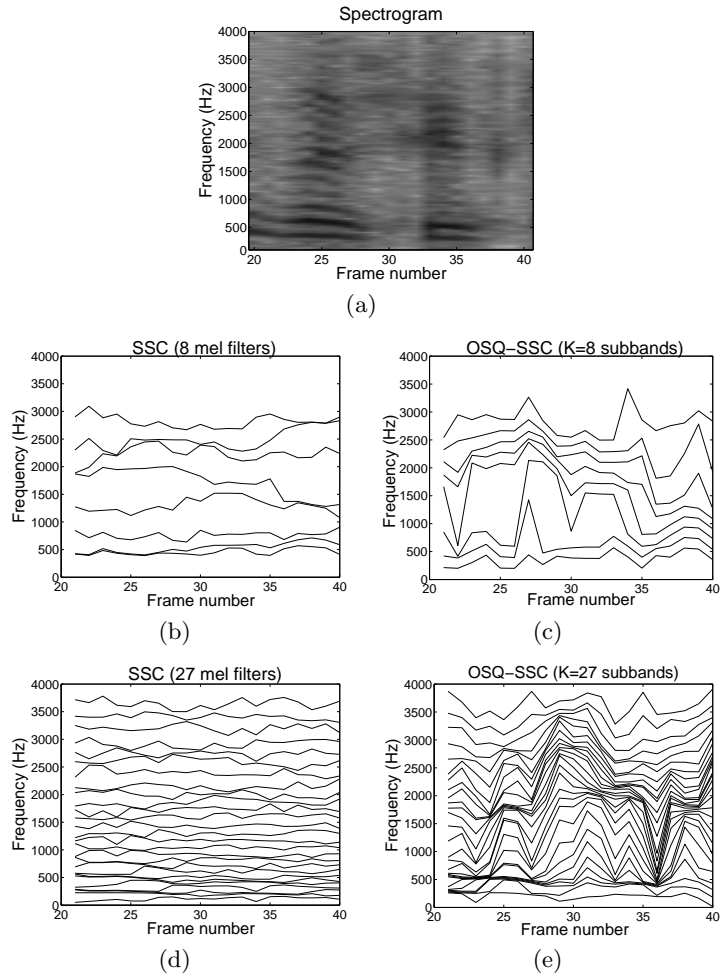 Spectrogram
4000
3500
3000
2500
2000
1500
1000
500
0
Frequency (Hz)
20 25 30 35 40
Frame number
(a)
SSC (8 mel filters)
4000
3500
3000
2500
2000
1500
1000
500
0
Frequency (Hz)
20 25 30 35 40
Frame number
(b)
OSQ−SSC (K=8 subbands)
4000
3500
3000
2500
2000
1500
1000
500
0
Frequency (Hz)
20 25 30 35 40
Frame number
(c)
SSC (27 mel filters)
4000
3500
3000
2500
2000
1500
1000
500
0
Frequency (Hz)
20 25 30 35 40
Frame number
(d)
OSQ−SSC (K=27 subbands)
4000
3500
3000
2500
2000
1500
1000
500
0
Frequency (Hz)
20 25 30 35 40
Frame number
(e)